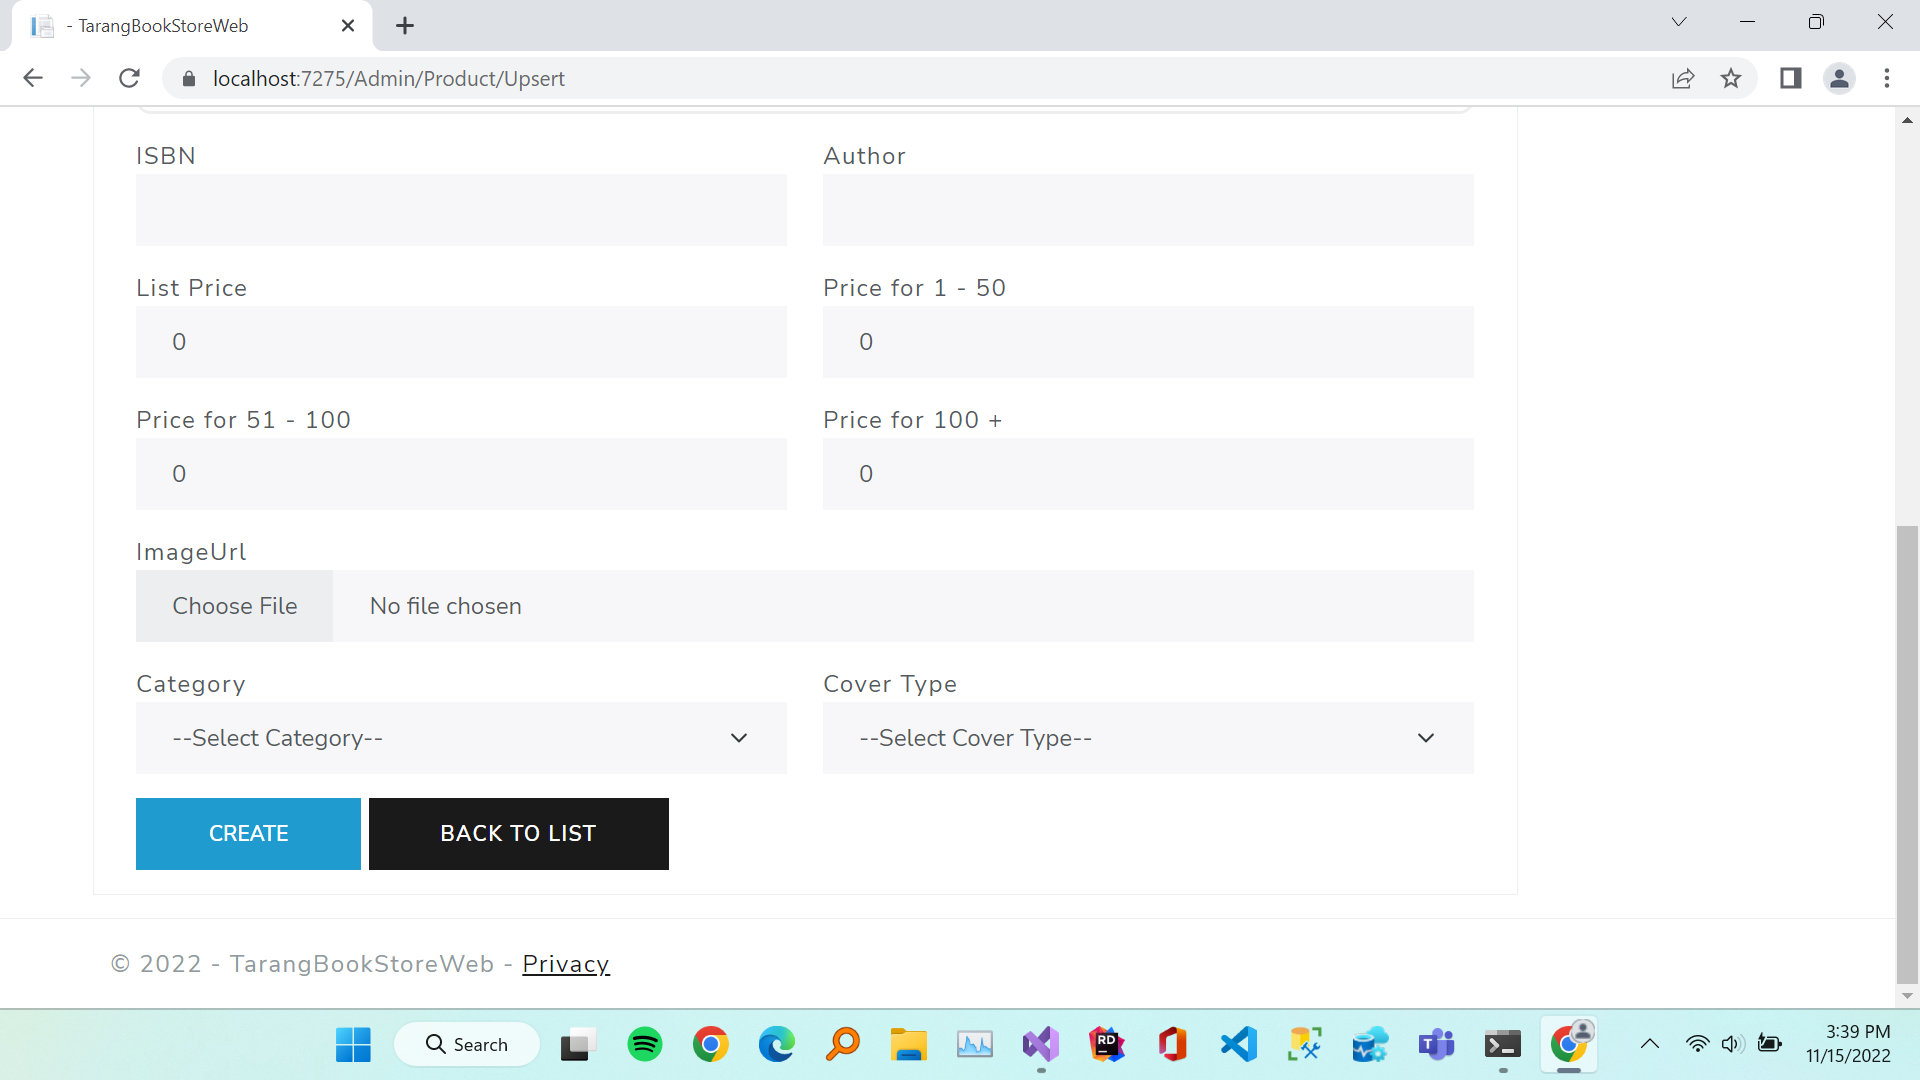 - TarangBookStoreWeb
localhost:7275/Admin/Product/Upsert
ISBN Author
List Price Price for 1 - 50
0 0
Price for 51 - 100 Price for 100 +
0 0
ImageUrl
Choose File No file chosen
Category Cover Type
--Select Category-- --Select Cover Type--
CREATE BACK TO LIST
© 2022 - TarangBookStoreWeb - Privacy
Search
RD
T
3:39 PM
11/15/2022